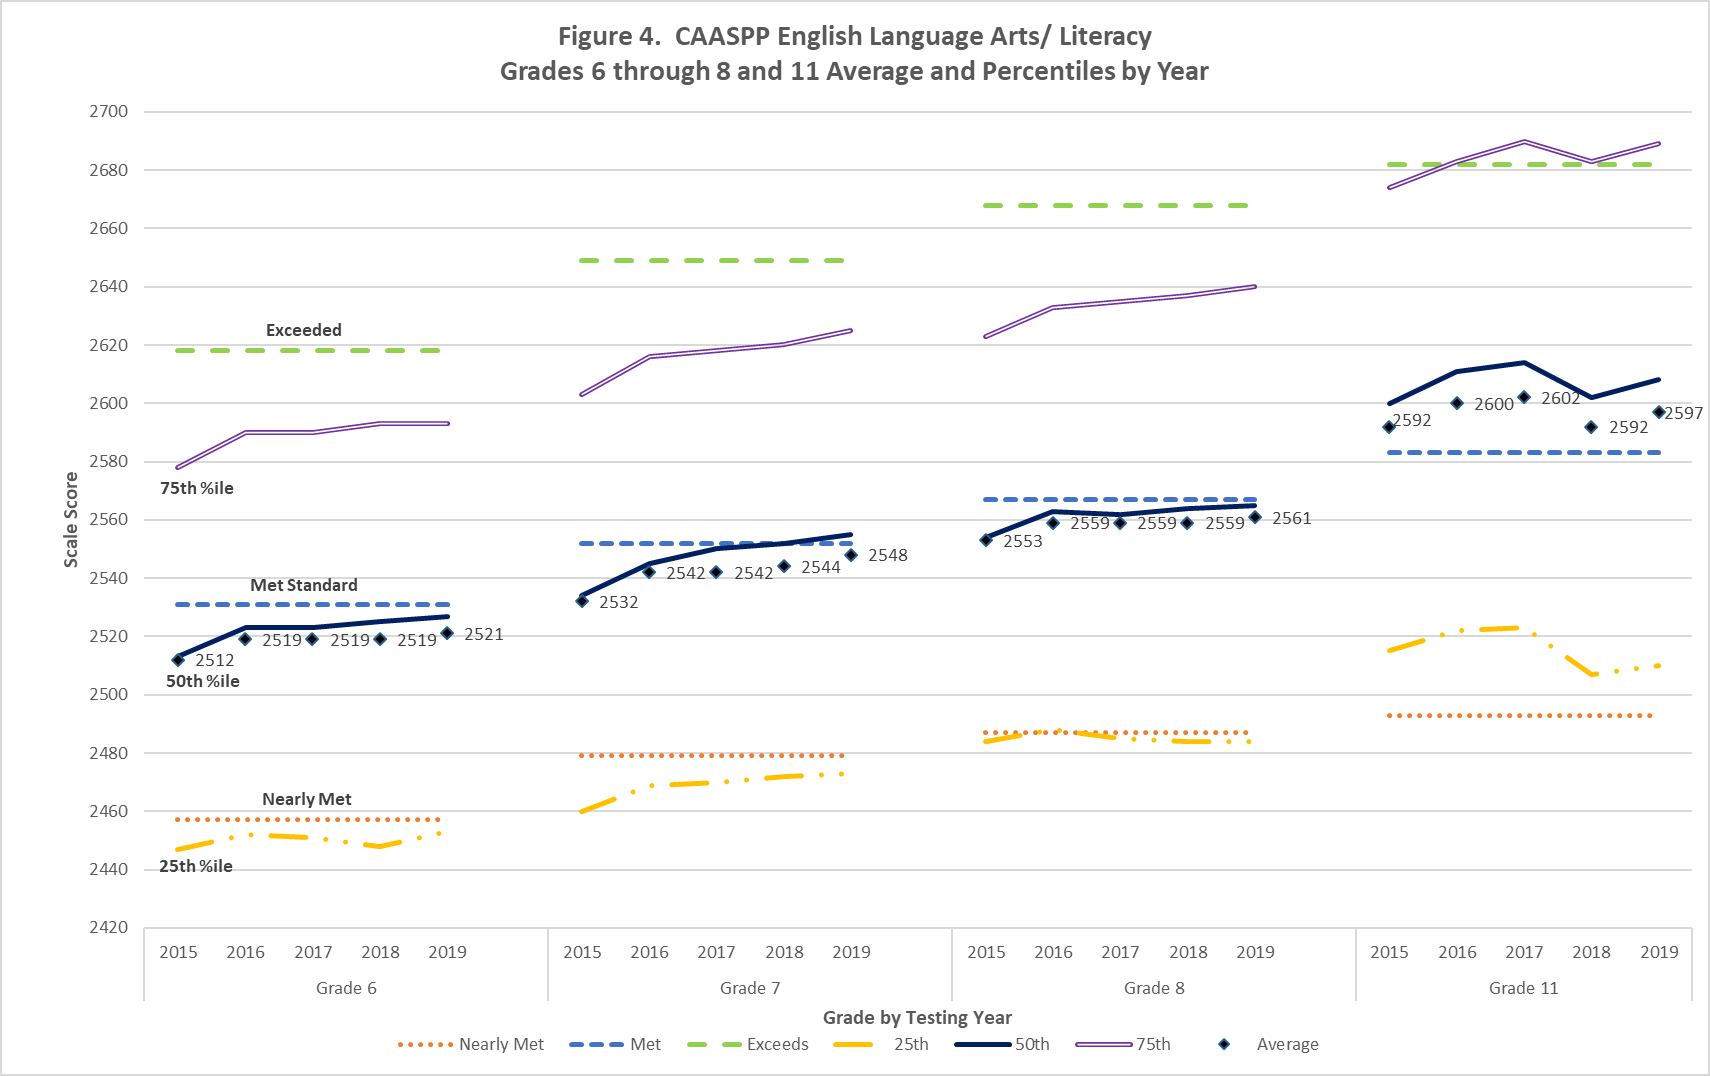 Figure 4.  CAASPP English Language Arts/ Literacy
Grades 6 through 8 and 11 Average and Percentiles by Year
Scale Score
2700
2680
2660
2640
2620
2600
2580
2560
2540
2520
2500
2480
2460
2440
2420
Exceeded
75th %ile
Met Standard
50th %ile
Nearly Met
25th %ile
2512
2519
2519
2519
2521
2532
2542
2542
2544
2548
2553
2559
2559
2559
2561
2592
2600
2602
2592
2597
2015 2016 2017 2018 2019 2015 2016 2017 2018 2019 2015 2016 2017 2018 2019 2015 2016 2017 2018 2019
Grade 6 Grade 7 Grade 8 Grade 11
Grade by Testing Year
Nearly Met Met Exceeds 25th 50th 75th Average